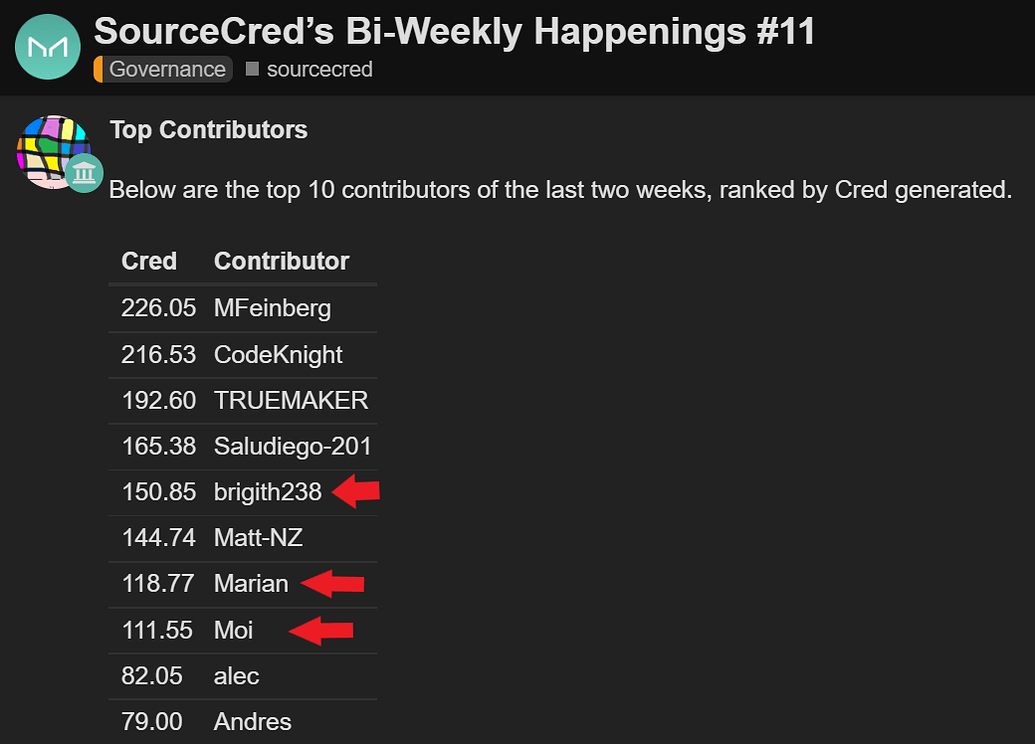 SourceCred’s Bi-Weekly Happenings #11
Governance sourcecred
Top Contributors
Below are the top 10 contributors of the last two weeks, ranked by Cred generated.
Cred Contributor
226.05 MFeinberg
216.53 CodeKnight
192.60 TRUEMAKER
165.38 Saludiego-201
150.85 brigith238
144.74 Matt-NZ
118.77 Marian
111.55 Moi
82.05 alec
79.00 Andres